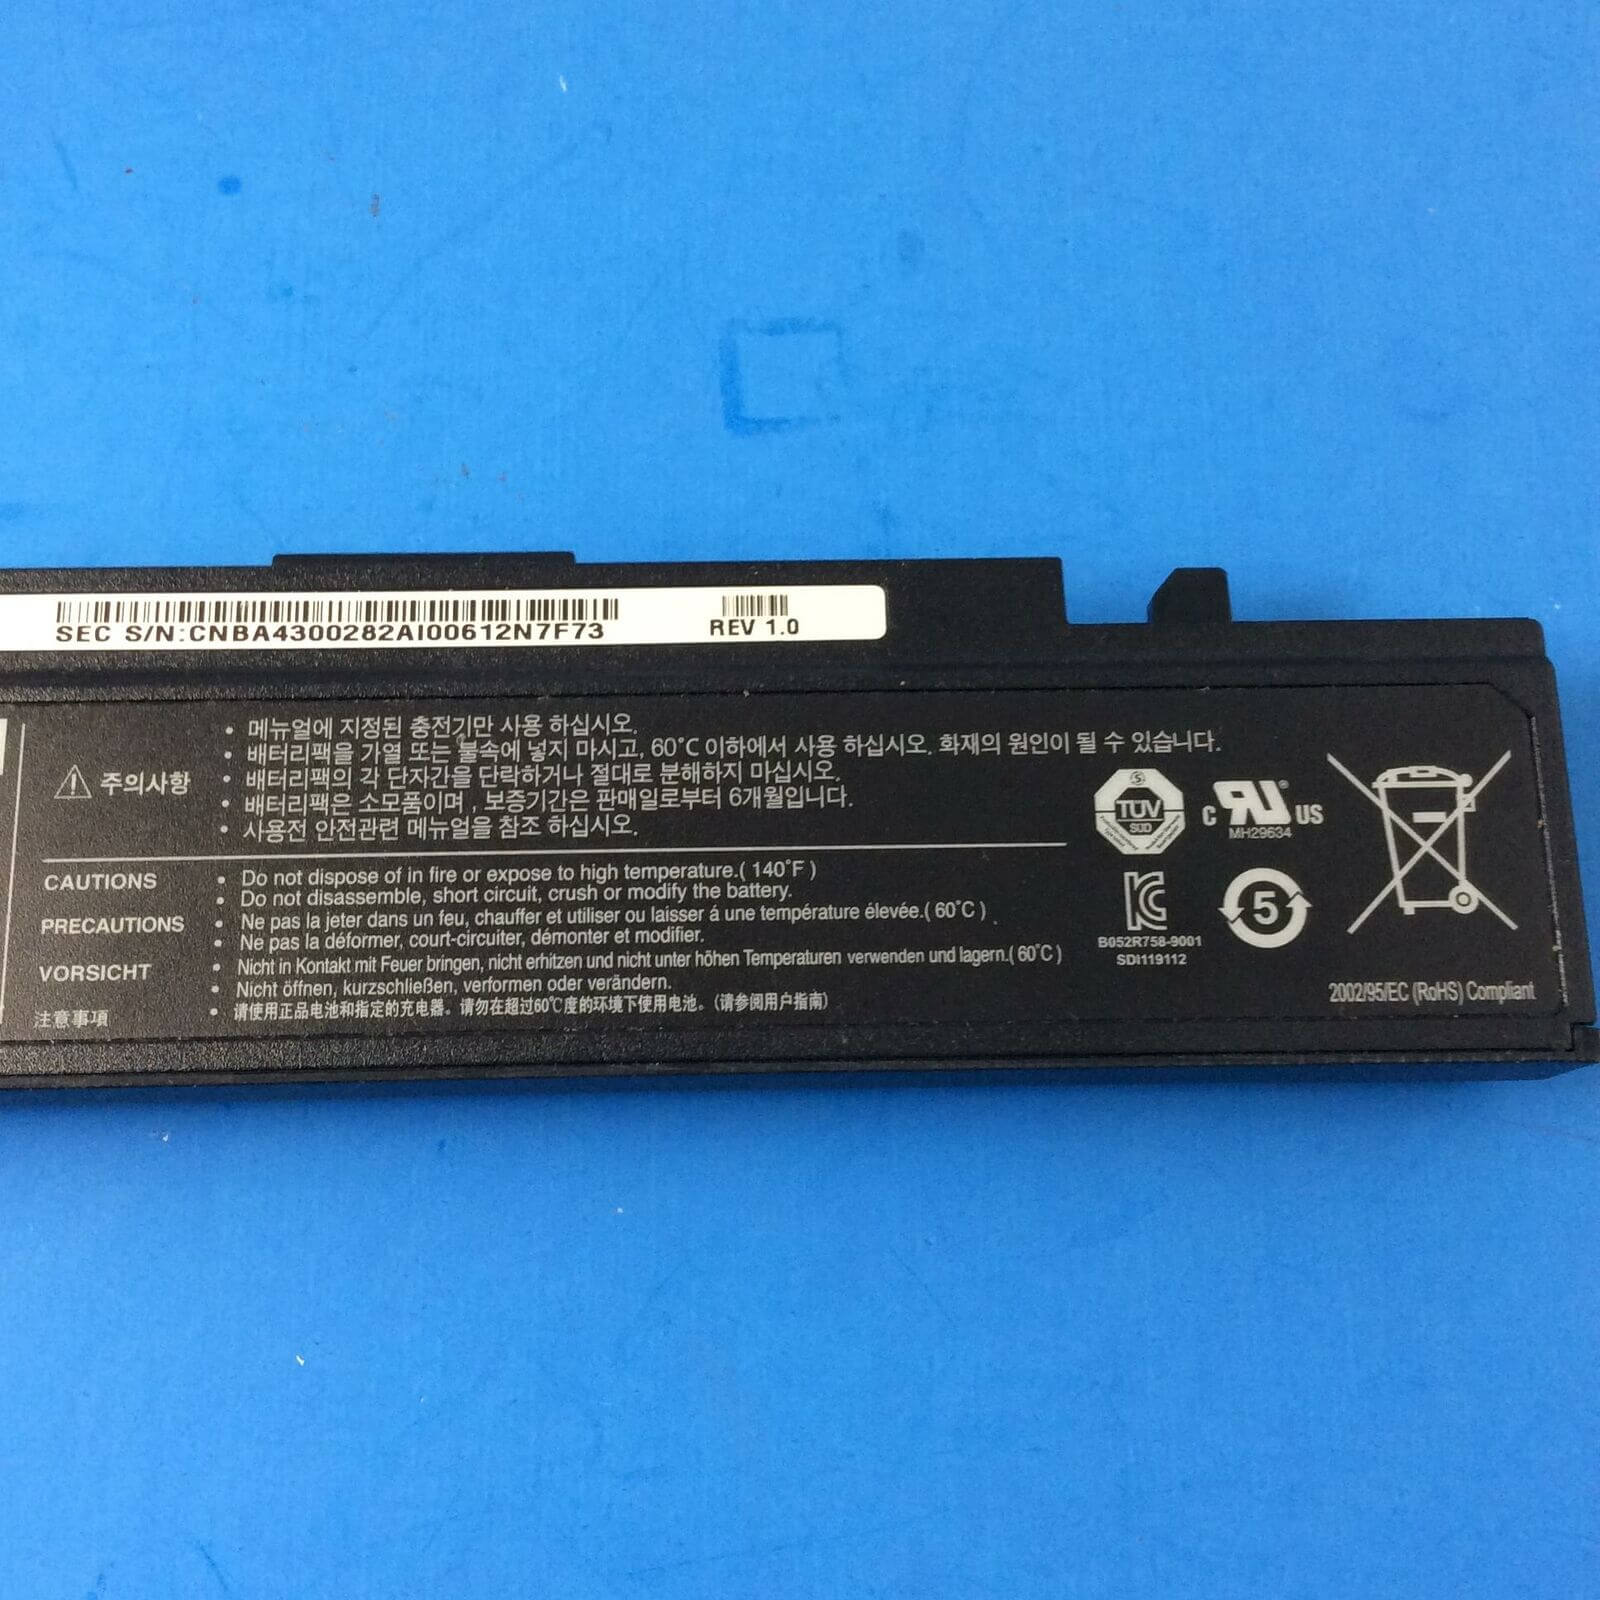 SEC S/N:CNBA4300282AI00612N7F73
REV 1.0
주의사항
• 메뉴얼에 지정된 충전기만 사용 하십시오.
• 배터리팩을 가열 또는 불속에 넣지 마시고, 60°C 이하에서 사용 하십시오. 화재의 원인이 될 수 있습니다.
• 배터리팩의 각 단자간을 단락하거나 절대로 분해하지 마십시오.
• 배터리팩은 소모품이며, 보증기간은 판매일로부터 6개월입니다.
• 사용전 안전관련 메뉴얼을 참조 하십시오.
CAUTIONS
• Do not dispose of in fire or expose to high temperature.( 140°F )
• Do not disassemble, short circuit, crush or modify the battery.
PRECAUTIONS
• Ne pas la jeter dans un feu, chauffer et utiliser ou laisser á une température élevée.( 60°C )
• Ne pas la déformer, court-circuiter, démonter et modifier.
VORSICHT
• Nicht in Kontakt mit Feuer bringen, nicht erhitzen und nicht unter höhen Temperaturen verwenden und lagern.( 60°C )
• Nicht öffnen, kurzschließen, verformen oder verändern.
注意事項
• 请使用正品电池和指定的充电器。请勿在超过60℃度的环境下使用电池。(请参阅用户指南)
TÜV
SÜD
C
US
MH29634
B052R758-9001
SDI119112
5
2002/95/EC (RoHS) Compliant